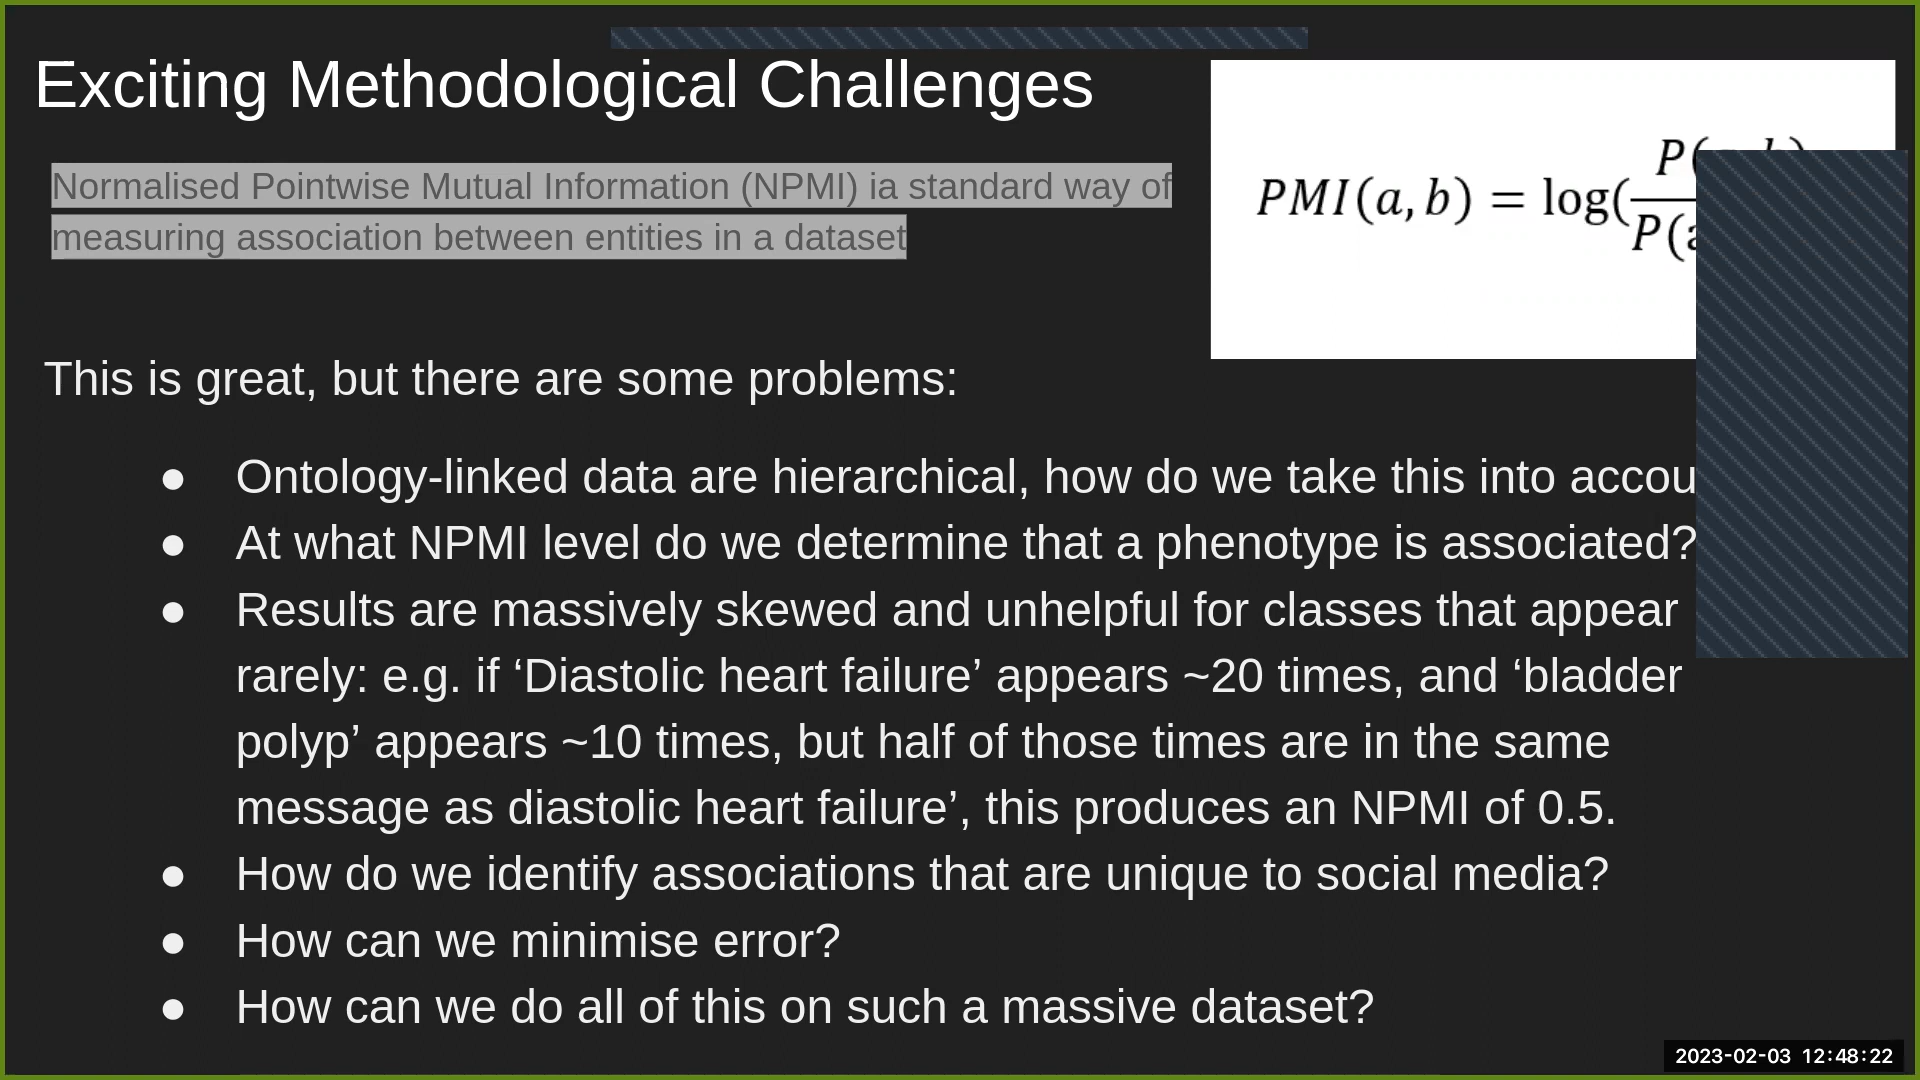 Exciting Methodological Challenges
Normalised Pointwise Mutual Information (NPMI) ia standard way of
measuring association between entities in a dataset
PMI(a, b) = log(
This is great, but there are some problems:
● Ontology-linked data are hierarchical, how do we take this into accou
● At what NPMI level do we determine that a phenotype is associated?
● Results are massively skewed and unhelpful for classes that appear
rarely: e.g. if ‘Diastolic heart failure’ appears ~20 times, and ‘bladder
polyp’ appears ~10 times, but half of those times are in the same
message as diastolic heart failure’, this produces an NPMI of 0.5.
● How do we identify associations that are unique to social media?
● How can we minimise error?
● How can we do all of this on such a massive dataset?
2023-02-03 12:48:22